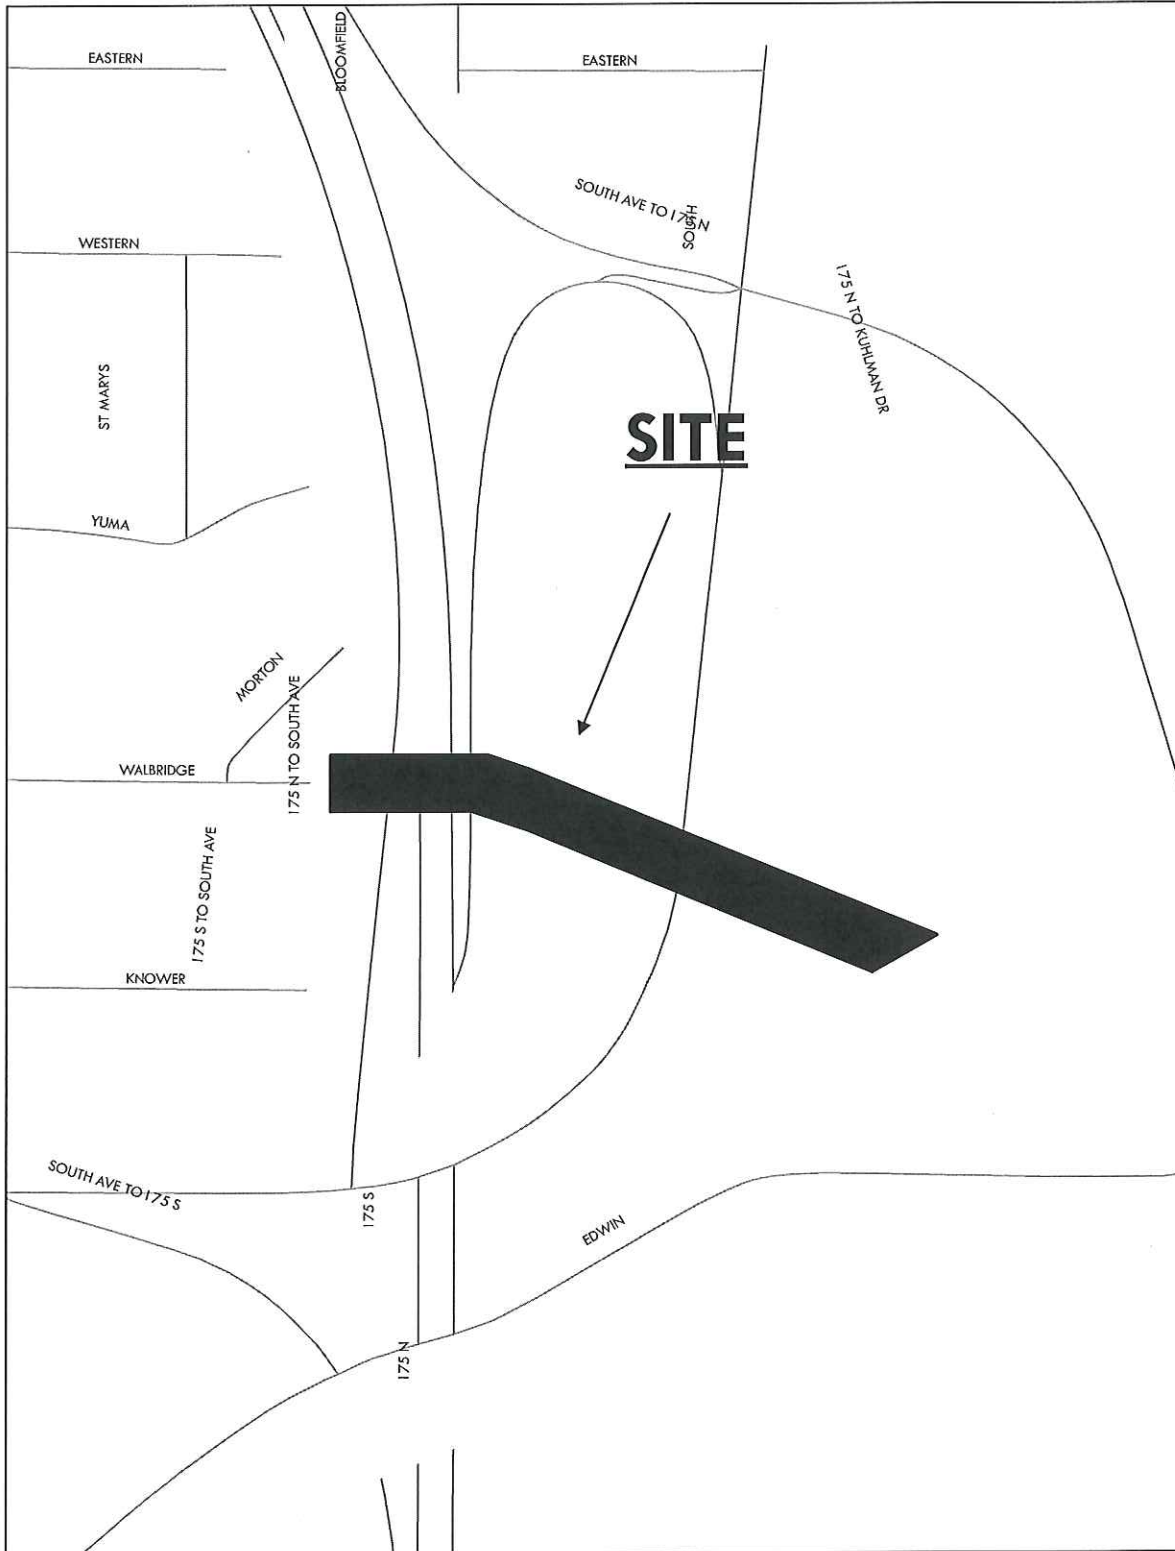 EASTERN
BLOOMFIELD
EASTERN
SOUTH AVE TO I75N
SOUTH
WESTERN
I75 N TO KUHLMAN DR
ST MARYS
SITE
YUMA
MORTON
I75 N TO SOUTH AVE
WALBRIDGE
I75 S TO SOUTH AVE
KNOWER
SOUTH AVE TO I75 S
I75 S
EDWIN
I75 N